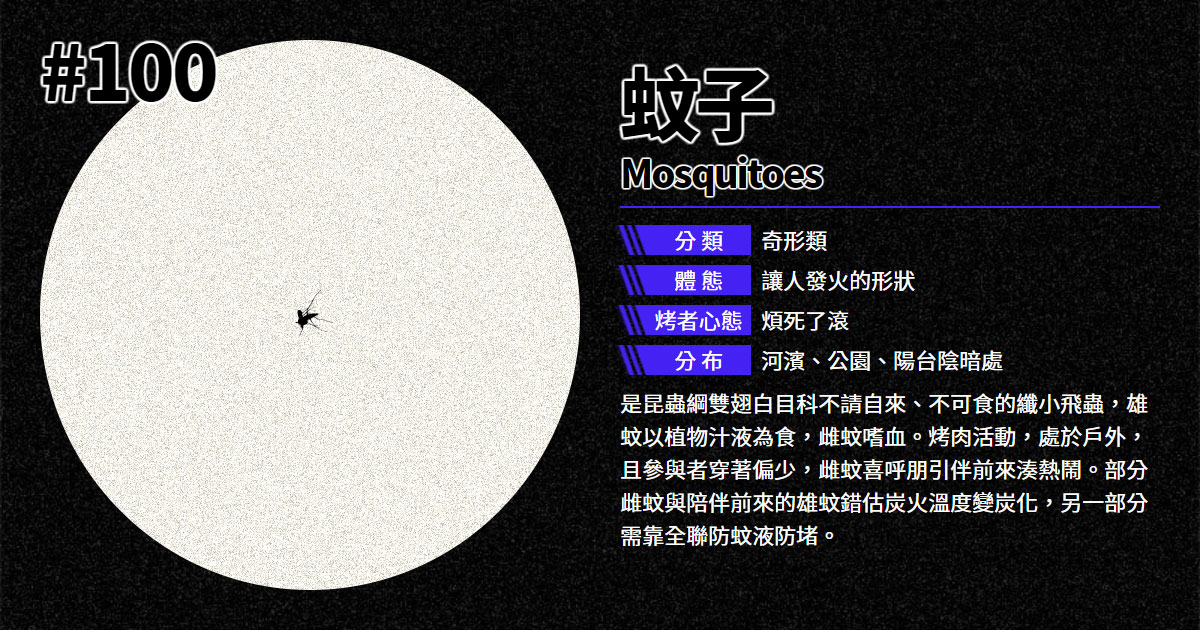 #100
蚊子
Mosquitoes
分類 奇形類
體態 讓人發火的形狀
烤者心態 煩死了滾
分布 河濱、公園、陽台陰暗處
是昆蟲綱雙翅白目科不請自來、不可食的纖小飛蟲，雄
蚊以植物汁液為食，雌蚊嗜血。烤肉活動，處於戶外，
且參與者穿著偏少，雌蚊喜呼朋引伴前來湊熱鬧。部分
雌蚊與陪伴前來的雄蚊錯估炭火溫度變炭化，另一部分
需靠全聯防蚊液防堵。